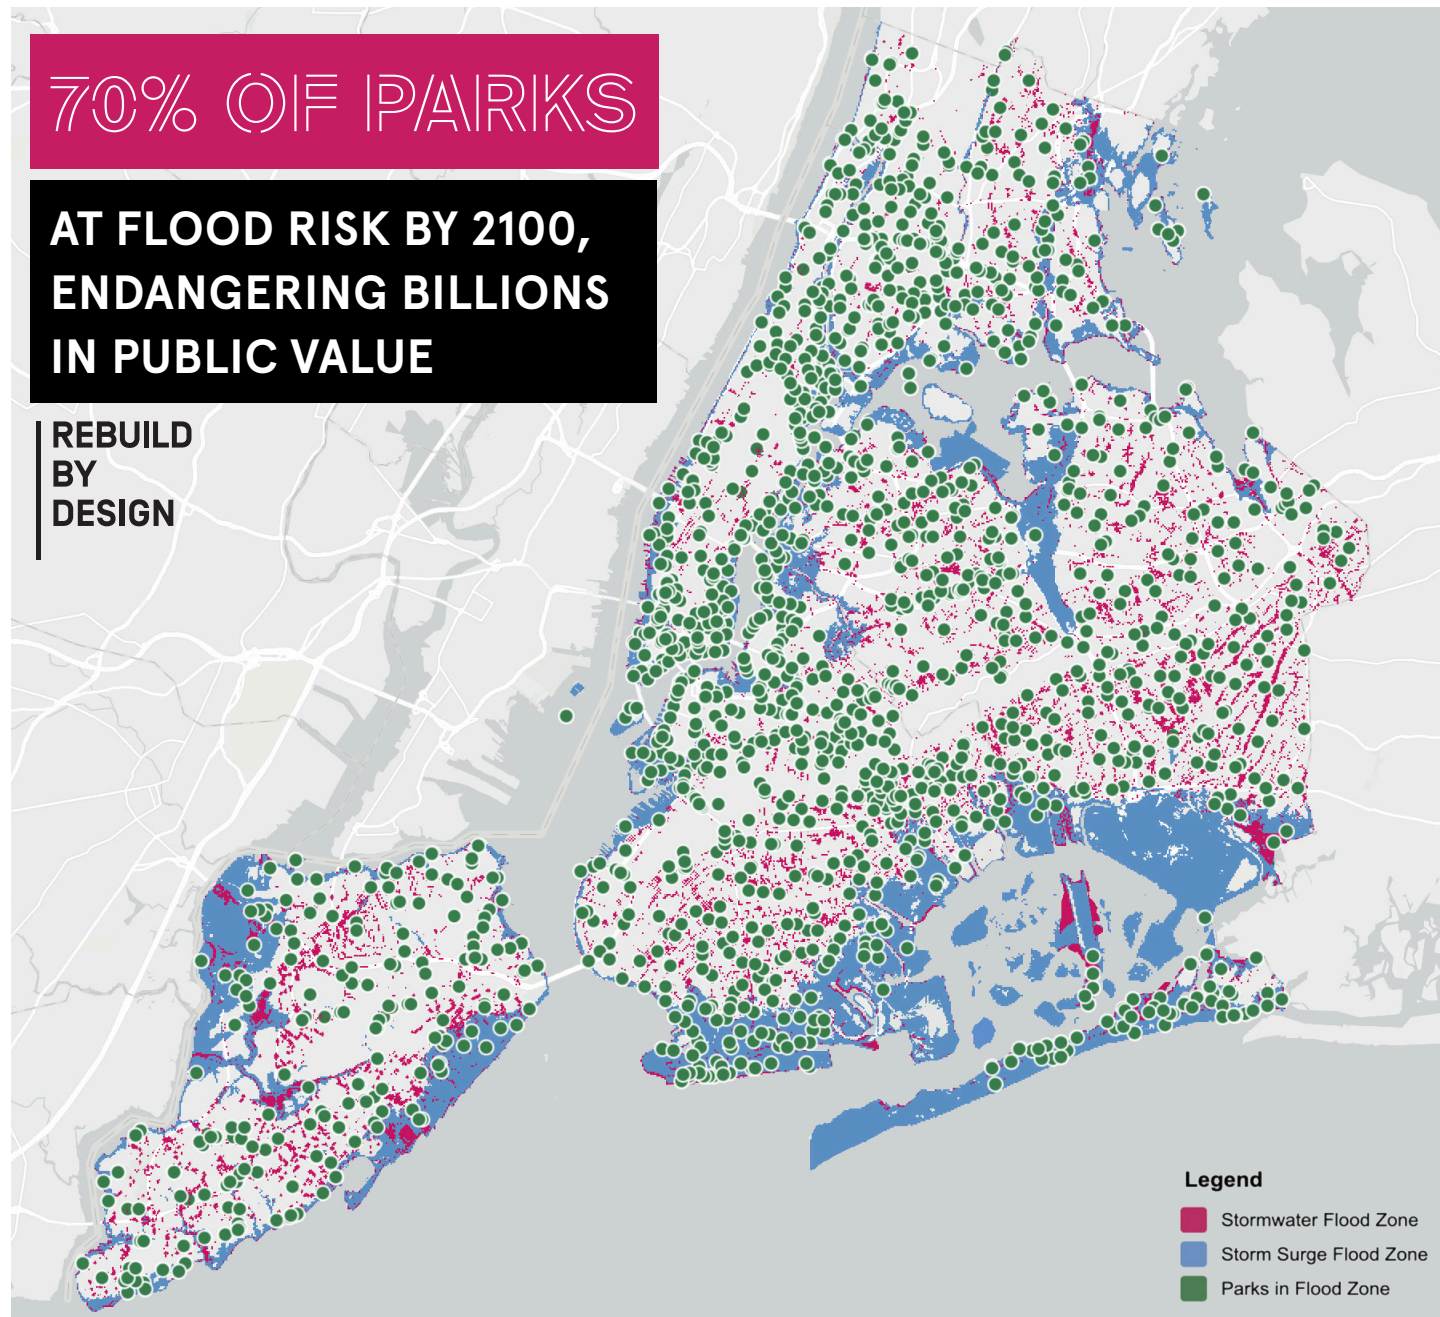 70% OF PARKS
AT FLOOD RISK BY 2100,
ENDANGERING BILLIONS
IN PUBLIC VALUE
REBUILD
BY
DESIGN
Legend
Stormwater Flood Zone
Storm Surge Flood Zone
Parks in Flood Zone